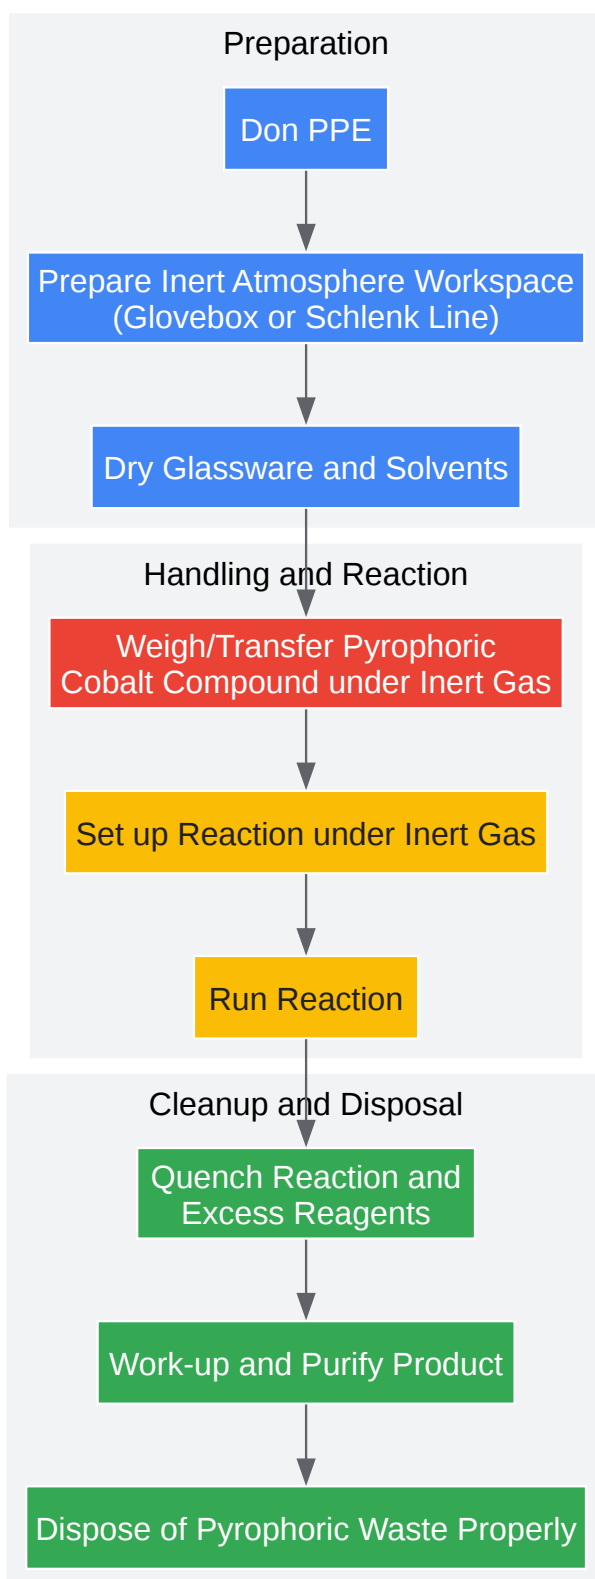 Preparation
Don PPE
Prepare Inert Atmosphere Workspace
(Glovebox or Schlenk Line)
Dry Glassware and Solvents
Handling and Reaction
Weigh/Transfer Pyrophoric
Cobalt Compound under Inert Gas
Set up Reaction under Inert Gas
Run Reaction
Cleanup and Disposal
Quench Reaction and
Excess Reagents
Work-up and Purify Product
Dispose of Pyrophoric Waste Properly